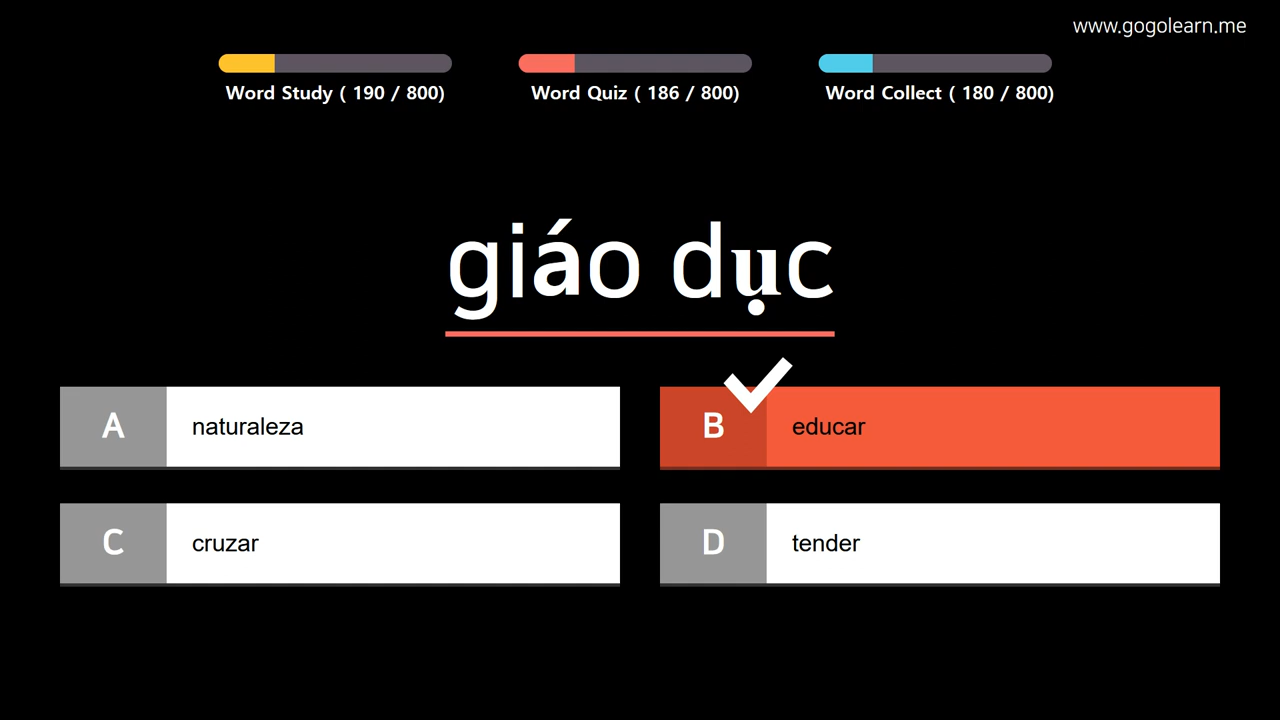 www.gogolearn.me
Word Study ( 190 / 800)
Word Quiz ( 186 / 800)
Word Collect ( 180 / 800)
giáo dục
A naturaleza
B educar
C cruzar
D tender